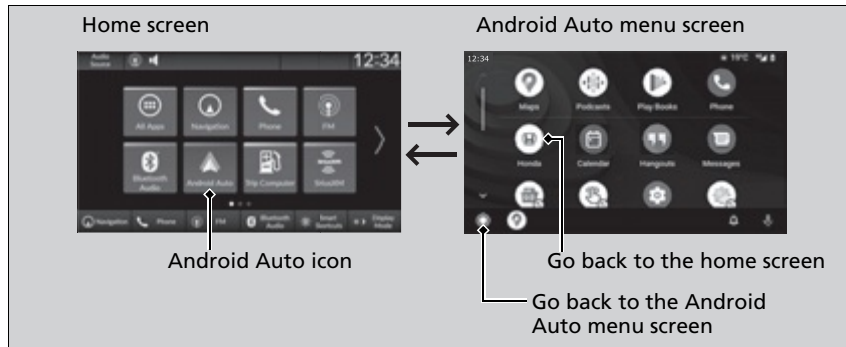 Home screen
Android Auto menu screen
Audio
Source
12:34
All Apps
Navigation
Phone
FM
Bluetooth
Audio
Android Auto
Trip Computer
SiriusXM
Navigation
Phone
FM
Bluetooth
Audio
Smart
Shortcuts
Display
Mode
12:34
19°C
Maps
Podcasts
Play Books
Phone
Honda
Calendar
Hangouts
Messages
Android Auto icon
Go back to the home screen
Go back to the Android
Auto menu screen